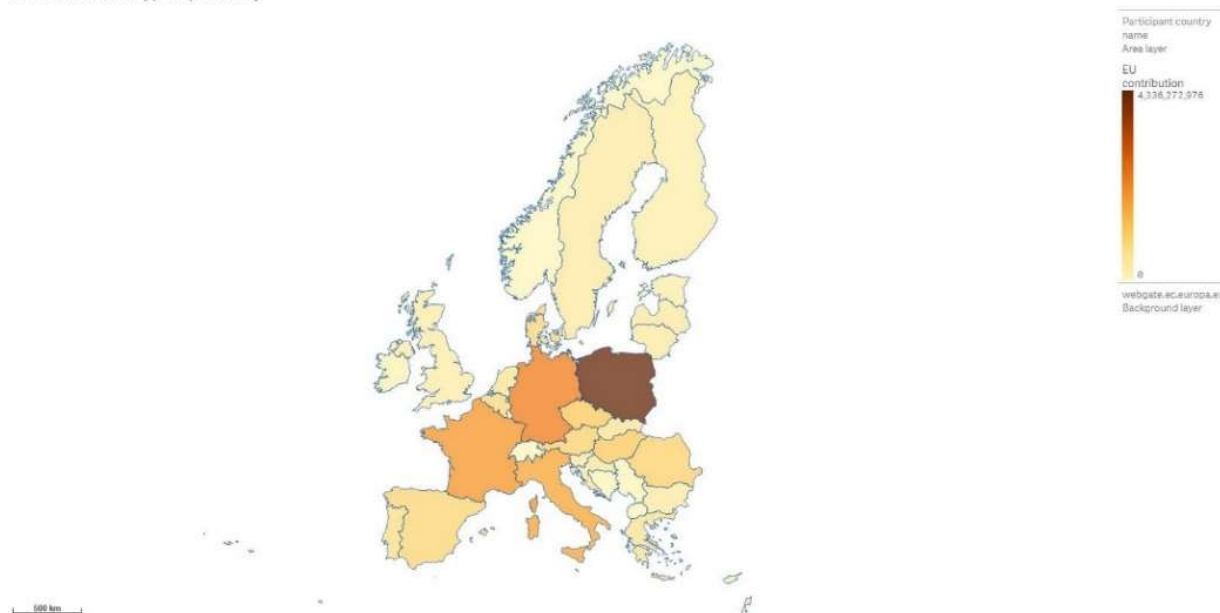 Participant country
name
Area layer
EU
contribution
4,336,272,976
0
webgate.ec.europa.e
Background layer
500 km